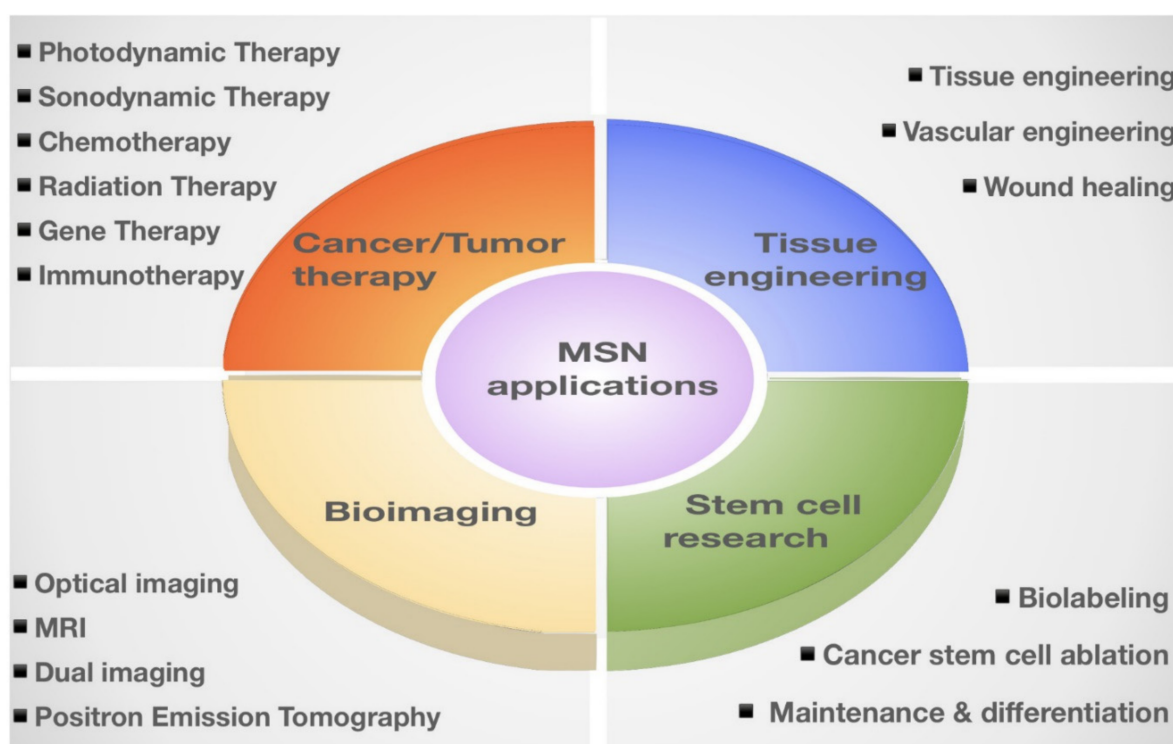 ■ Photodynamic Therapy
■ Sonodynamic Therapy
■ Chemotherapy
■ Radiation Therapy
■ Gene Therapy
■ Immunotherapy
■ Tissue engineering
■ Vascular engineering
■ Wound healing
Cancer/Tumor
therapy
Tissue
engineering
MSN
applications
Bioimaging
Stem cell
research
■ Optical imaging
■ MRI
■ Dual imaging
■ Positron Emission Tomography
■ Biolabeling
■ Cancer stem cell ablation
■ Maintenance & differentiation